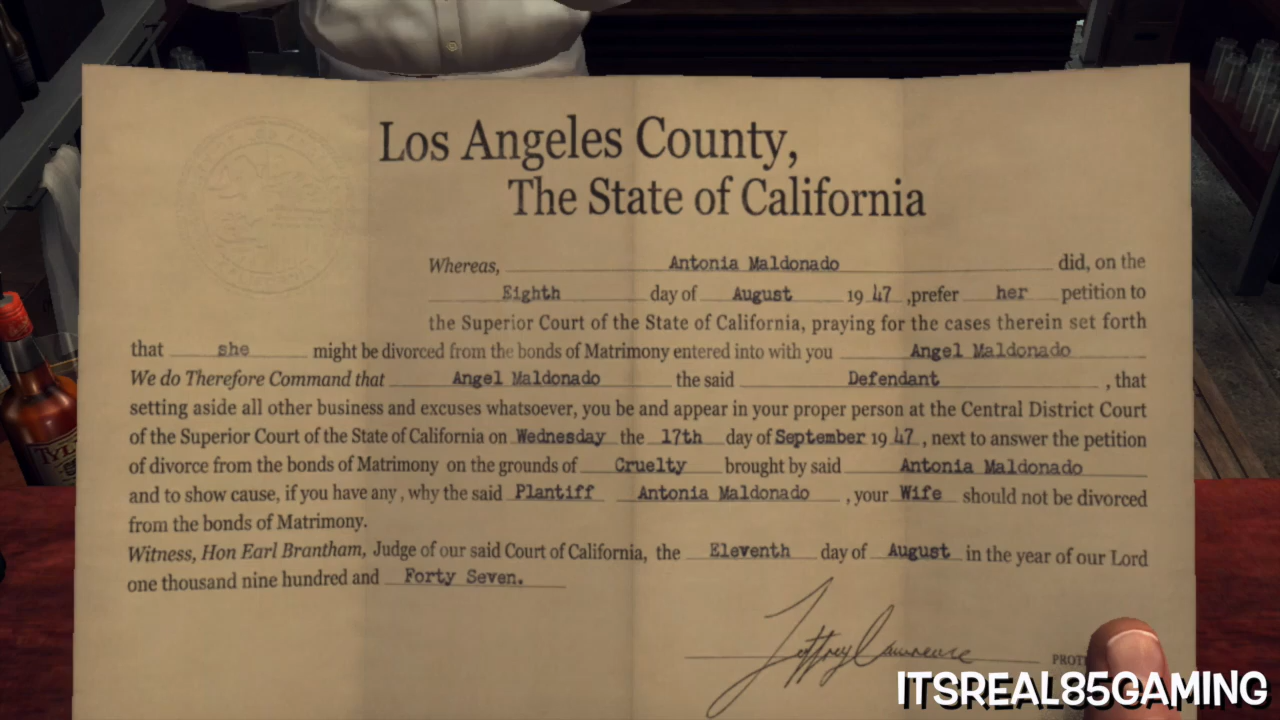 Los Angeles County,
The State of California
Whereas, Antonia Maldonado did, on the
Eighth day of August 19 47 ,prefer her petition to
the Superior Court of the State of California, praying for the cases therein set forth
that she might be divorced from the bonds of Matrimony entered into with you Angel Maldonado
We do Therefore Command that Angel Maldonado the said Defendant , that
setting aside all other business and excuses whatsoever, you be and appear in your proper person at the Central District Court
of the Superior Court of the State of California on Wednesday the 17th day of September 19 47 , next to answer the petition
of divorce from the bonds of Matrimony on the grounds of Cruelty brought by said Antonia Maldonado
and to show cause, if you have any , why the said Plantiff Antonia Maldonado , your Wife should not be divorced
from the bonds of Matrimony.
Witness, Hon Earl Brantham, Judge of our said Court of California, the Eleventh day of August in the year of our Lord
one thousand nine hundred and Forty Seven.
Jeffrey Lawrence
ITSREAL85GAMING